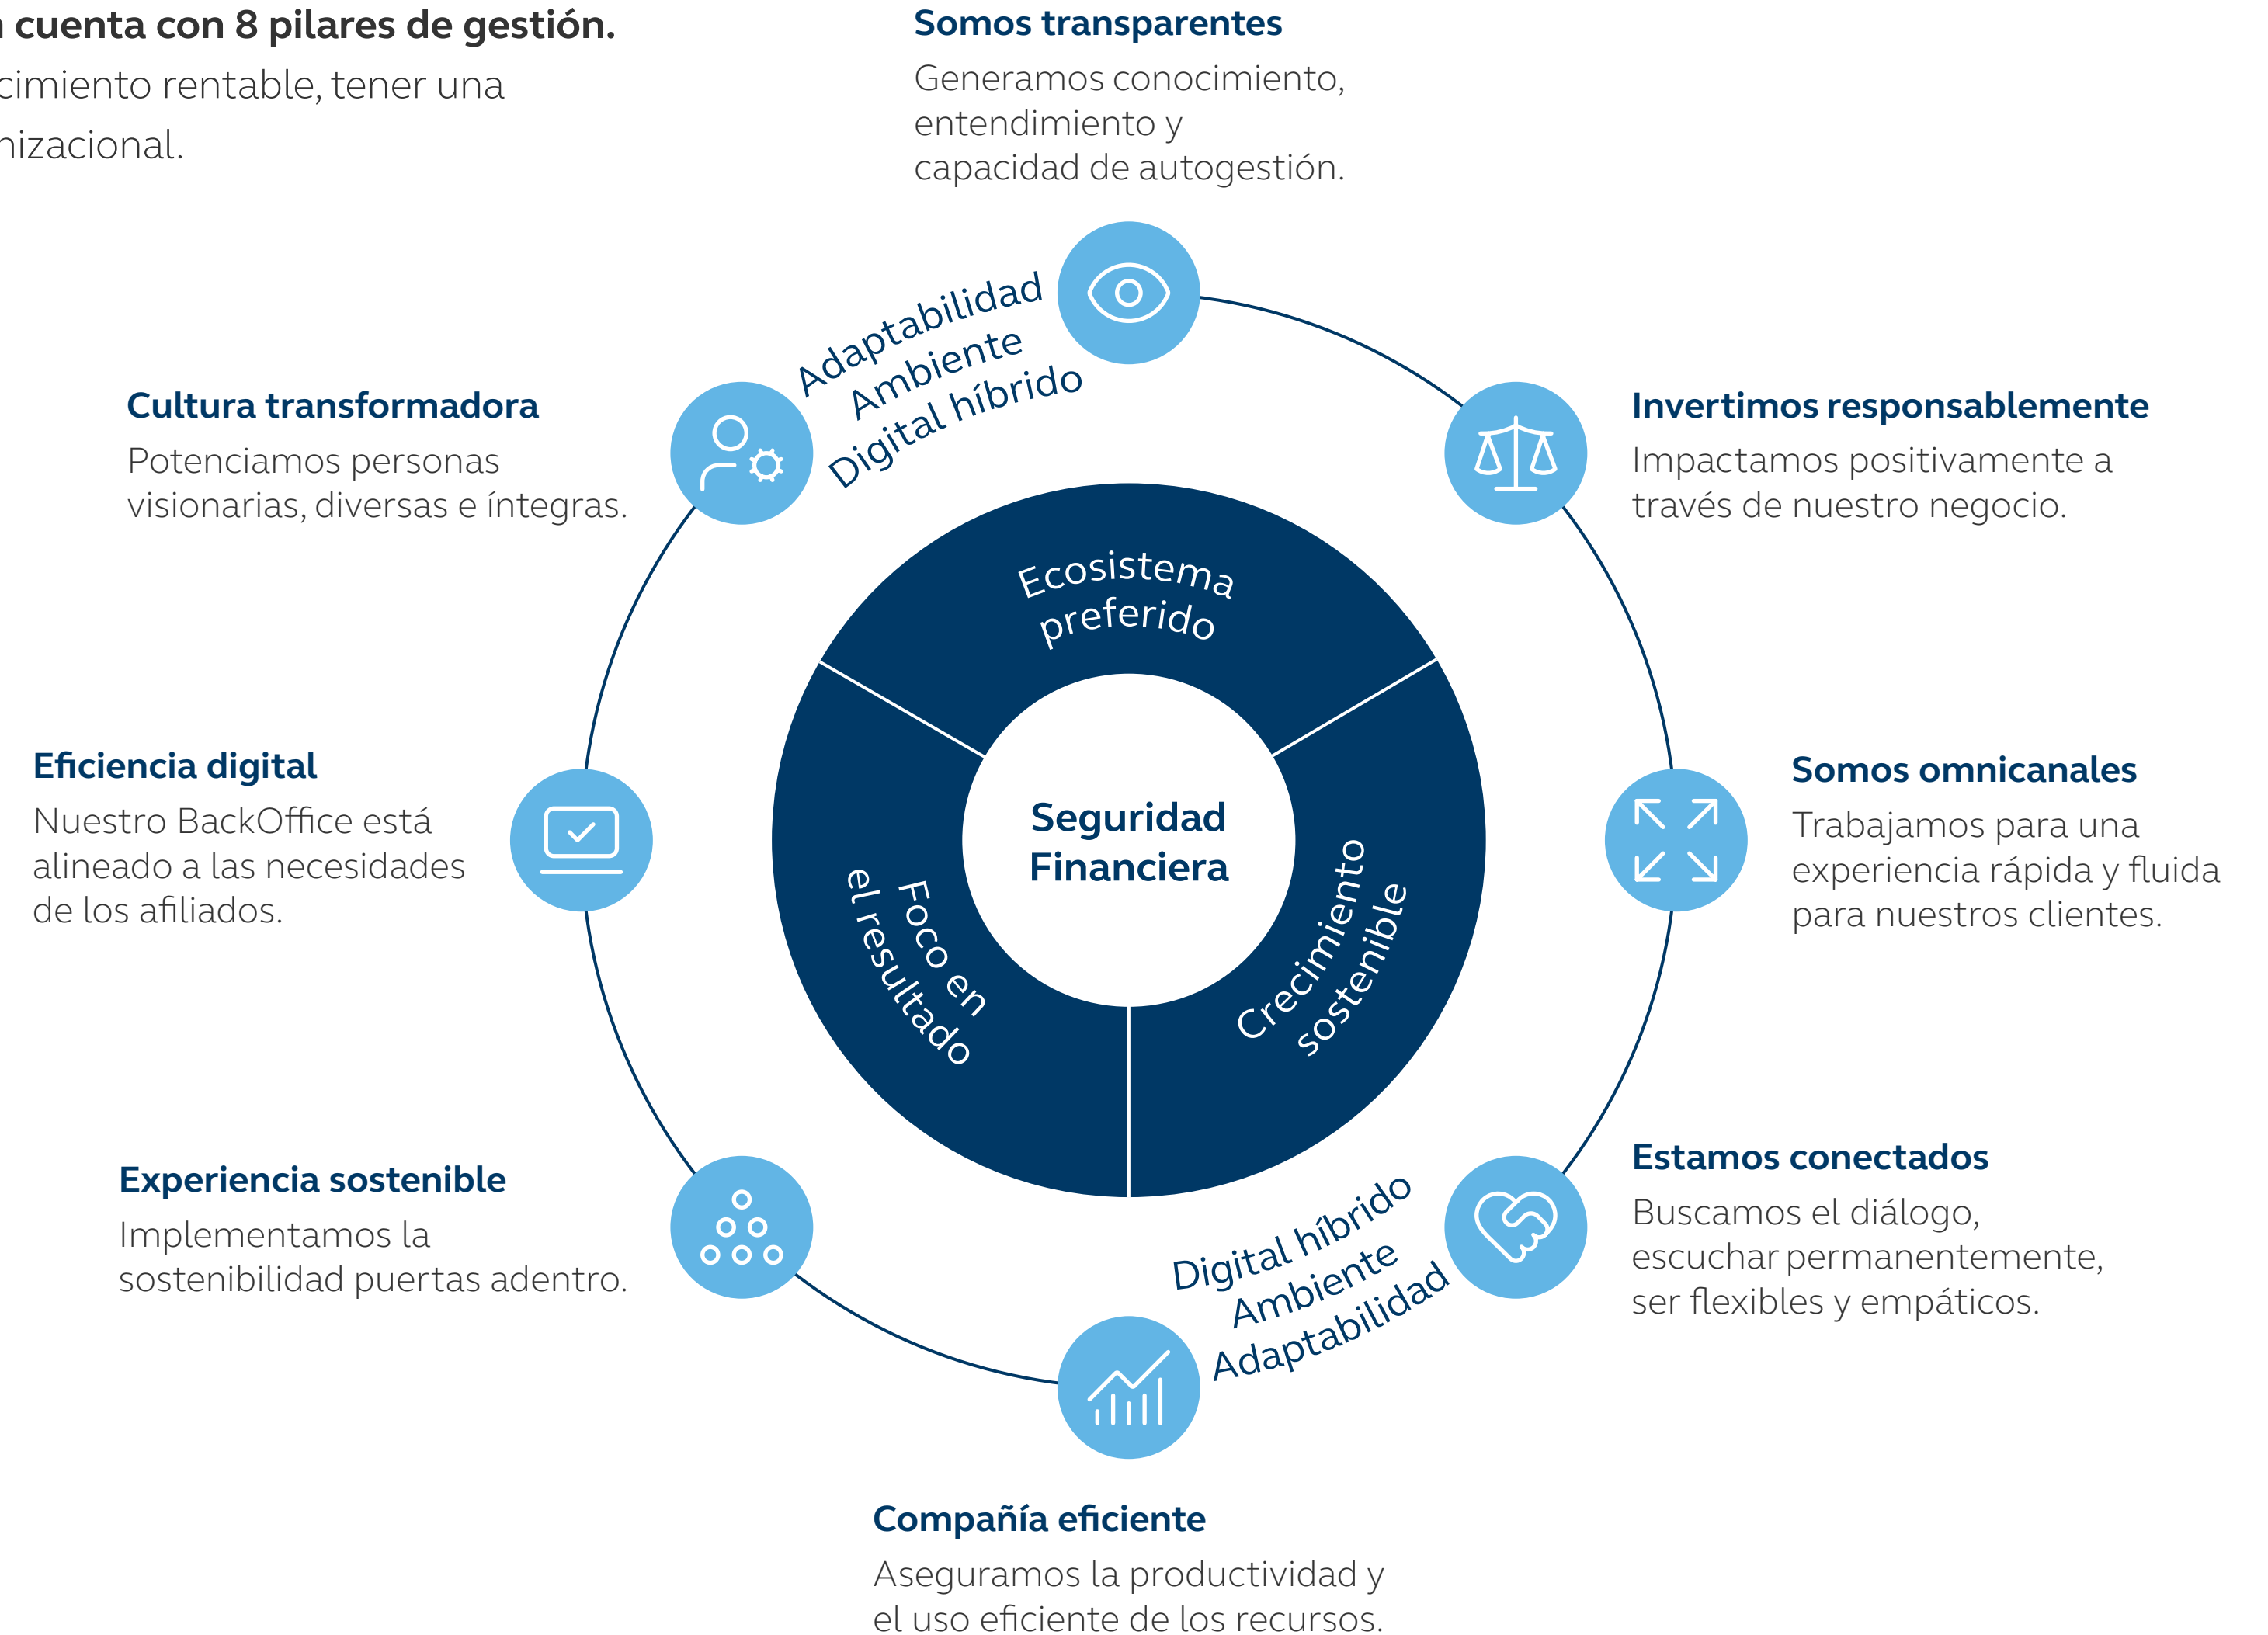 cuenta con 8 pilares de gestión.
cimiento rentable, tener una
nizacional.
Somos transparentes
Generamos conocimiento,
entendimiento y
capacidad de autogestión.
Adaptabilidad
Ambiente
Digital híbrido
Cultura transformadora
Potenciamos personas
visionarias, diversas e íntegras.
Invertimos responsablemente
Impactamos positivamente a
través de nuestro negocio.
Ecosistema
preferido
Eficiencia digital
Nuestro BackOffice está
alineado a las necesidades
de los afiliados.
Seguridad
Financiera
Foco en
el resultado
Crecimiento
sostenible
Somos omnicanales
Trabajamos para una
experiencia rápida y fluida
para nuestros clientes.
Experiencia sostenible
Implementamos la
sostenibilidad puertas adentro.
Digital híbrido
Ambiente
Adaptabilidad
Estamos conectados
Buscamos el diálogo,
escuchar permanentemente,
ser flexibles y empáticos.
Compañía eficiente
Aseguramos la productividad y
el uso eficiente de los recursos.